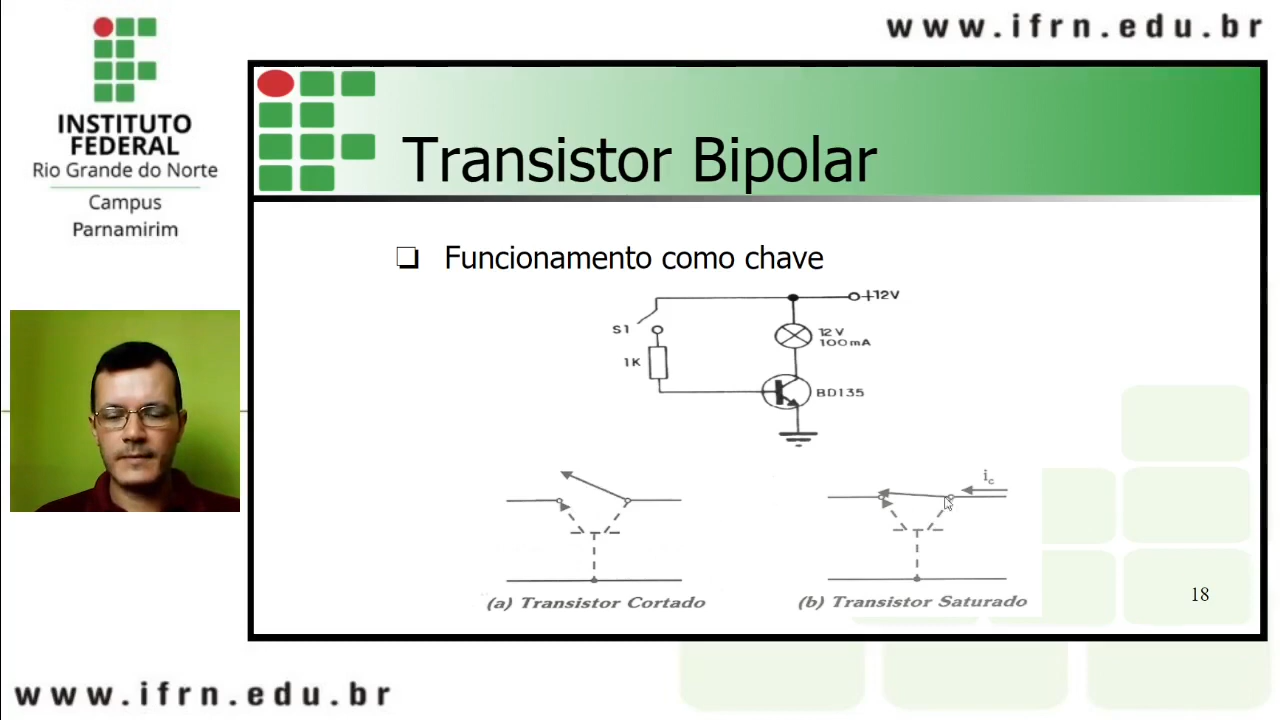 www.ifrn.edu.br
INSTITUTO
FEDERAL
Rio Grande do Norte
Campus
Parnamirim
Transistor Bipolar
❑ Funcionamento como chave
+12V
S1
12V
100mA
1K
BD135
ic
(a) Transistor Cortado
(b) Transistor Saturado
18
www.ifrn.edu.br